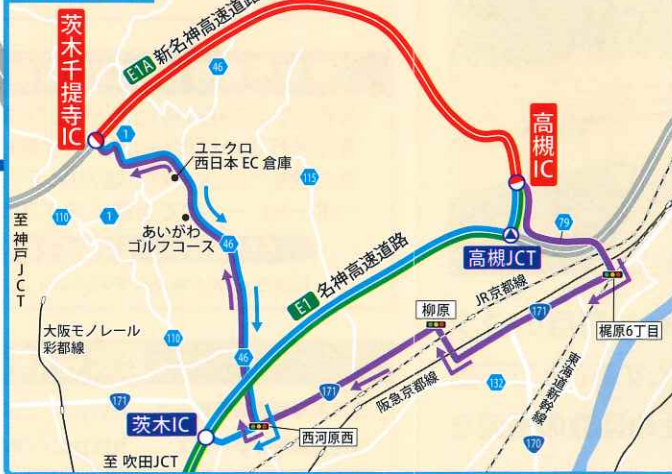 茨木千提寺
IC
E1A 新名神高速道路
46
1
ユニクロ
西日本 EC 倉庫
115
高槻
IC
110
1
あいがわ
ゴルフコース
46
79
至 神戸JCT
E1 名神高速道路
高槻JCT
JR京都線
柳原
171
梶原6丁目
大阪モノレール
彩都線
110
46
171
阪急京都線
132
東海道新幹線
171
茨木IC
西河原西
170
至 吹田JCT